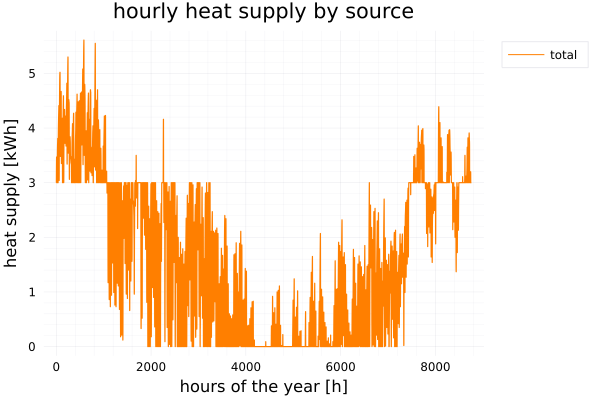 hourly heat supply by source
total
heat supply [kWh]
5
4
3
2
1
0
0 2000 4000 6000 8000
hours of the year [h]